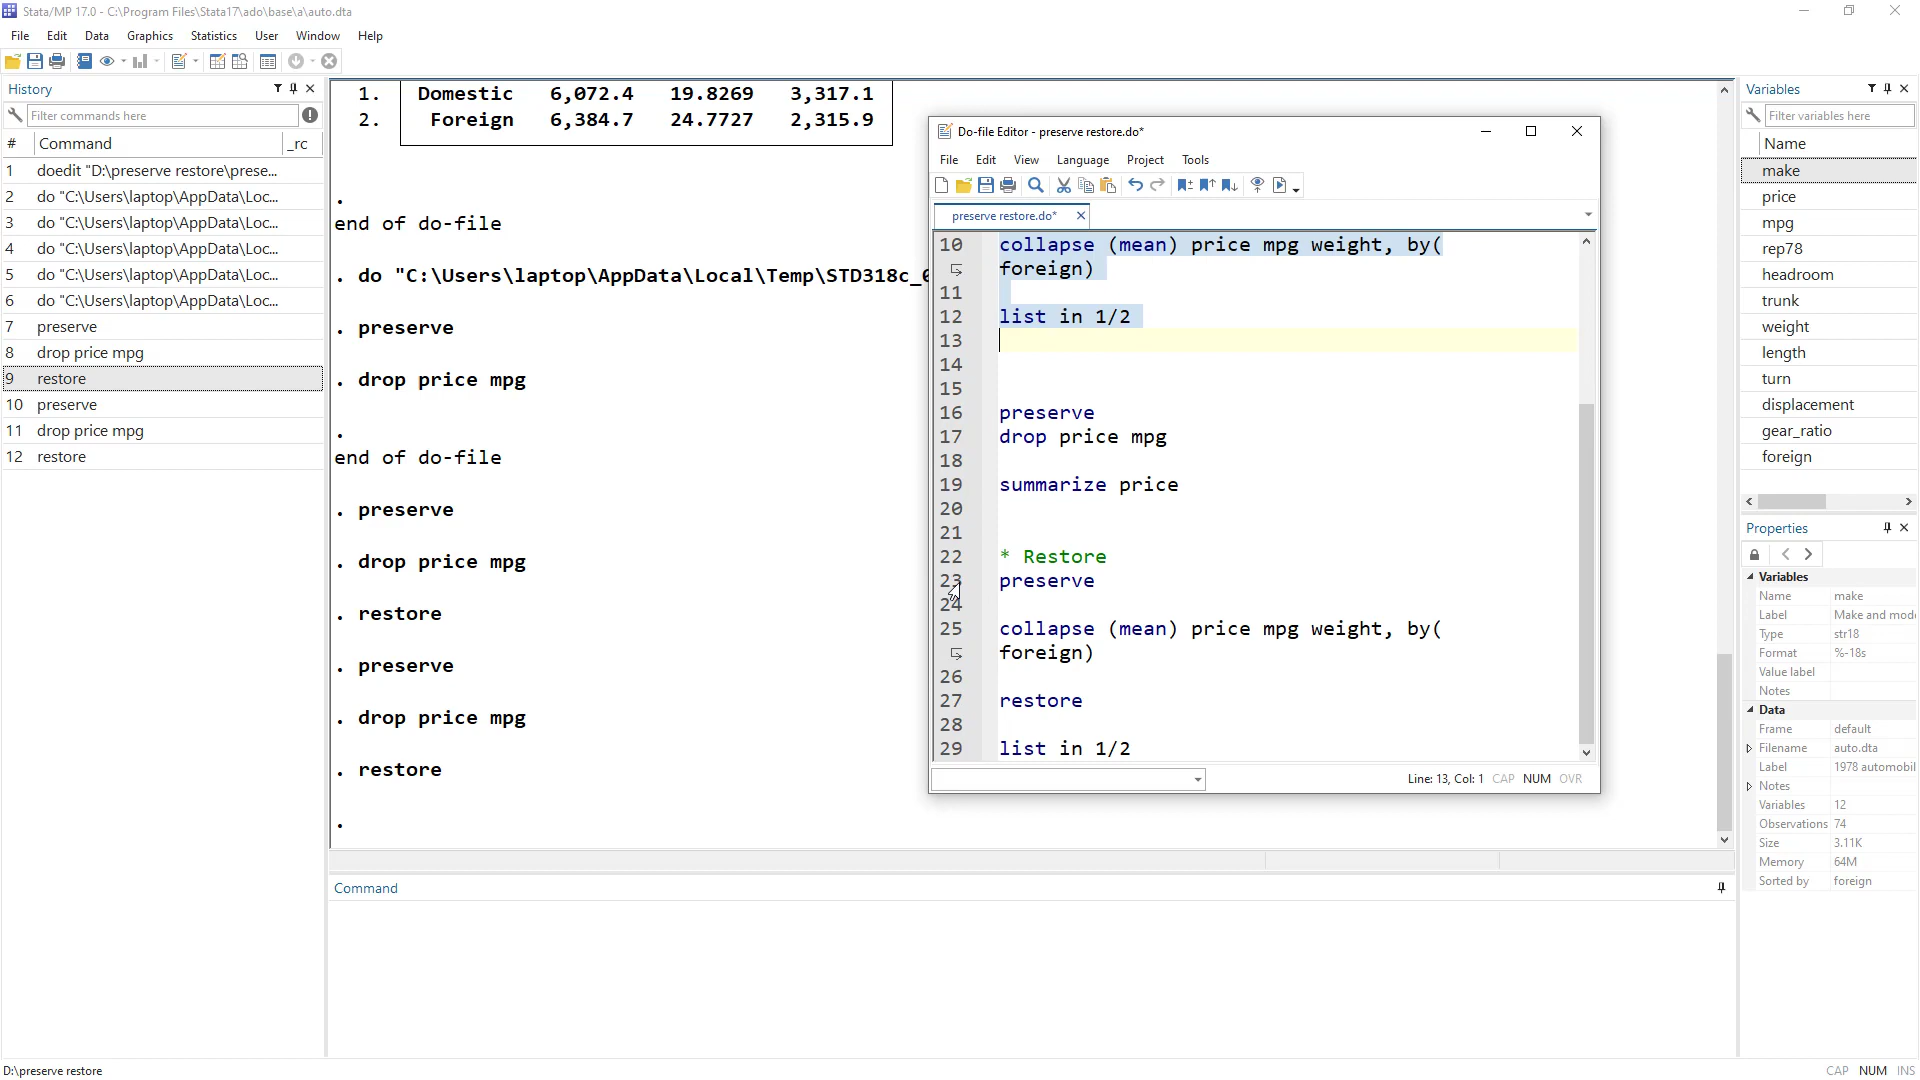 Stata/MP 17.0 - C:\Program Files\Stata17\ado\base\a\auto.dta
File Edit Data Graphics Statistics User Window Help
History
Filter commands here
# Command _rc
1 doedit "D:\preserve restore\prese...
2 do "C:\Users\laptop\AppData\Loc...
3 do "C:\Users\laptop\AppData\Loc...
4 do "C:\Users\laptop\AppData\Loc...
5 do "C:\Users\laptop\AppData\Loc...
6 do "C:\Users\laptop\AppData\Loc...
7 preserve
8 drop price mpg
9 restore
10 preserve
11 drop price mpg
12 restore
1. Domestic 6,072.4 19.8269 3,317.1
2. Foreign 6,384.7 24.7727 2,315.9
.
end of do-file
. do "C:\Users\laptop\AppData\Local\Temp\STD318c_
. preserve
. drop price mpg
.
end of do-file
. preserve
. drop price mpg
. restore
. preserve
. drop price mpg
. restore
.
Command
Do-file Editor - preserve restore.do*
File Edit View Language Project Tools
preserve restore.do*
10 collapse (mean) price mpg weight, by(
foreign)
11
12 list in 1/2
13
14
15
16 preserve
17 drop price mpg
18
19 summarize price
20
21
22 * Restore
23 preserve
24
25 collapse (mean) price mpg weight, by(
foreign)
26
27 restore
28
29 list in 1/2
Line: 13, Col: 1 CAP NUM OVR
Variables
Filter variables here
Name
make
price
mpg
rep78
headroom
trunk
weight
length
turn
displacement
gear_ratio
foreign
Properties
Variables
Name make
Label Make and mod
Type str18
Format %-18s
Value label
Notes
Data
Frame default
Filename auto.dta
Label 1978 automobil
Notes
Variables 12
Observations 74
Size 3.11K
Memory 64M
Sorted by foreign
D:\preserve restore
CAP NUM INS